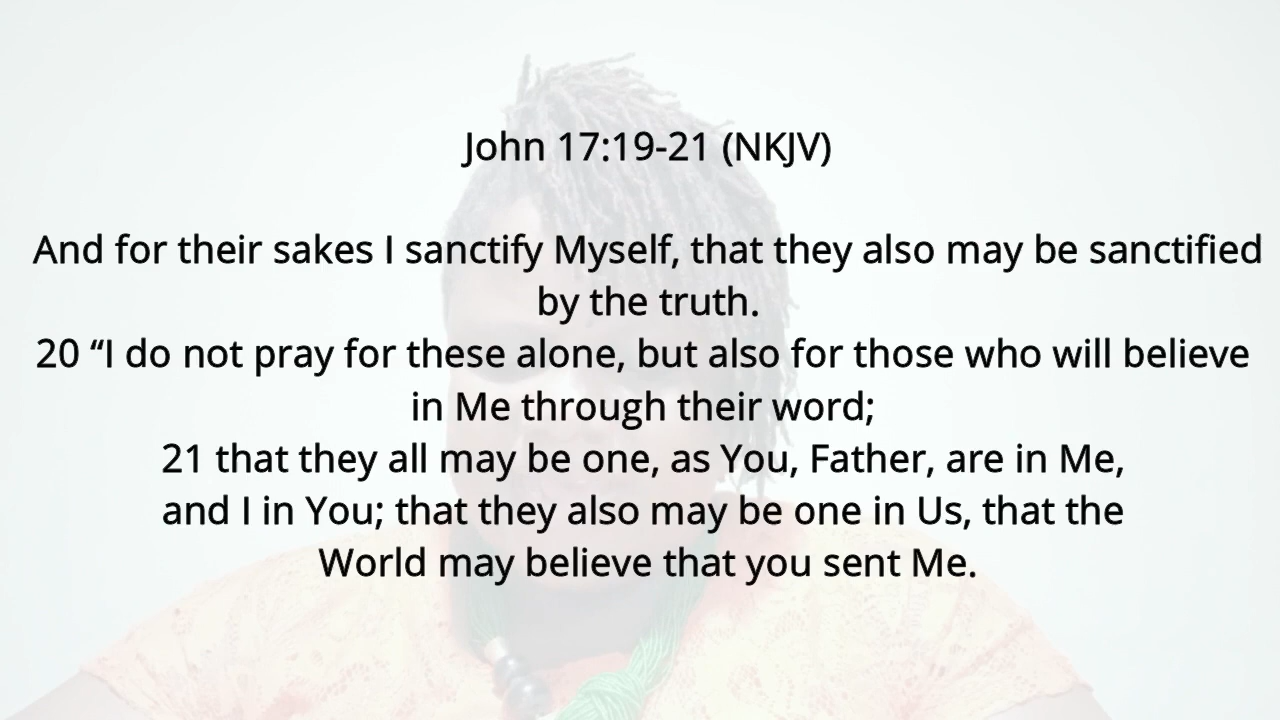 John 17:19-21 (NKJV)
And for their sakes I sanctify Myself, that they also may be sanctified
by the truth.
20 “I do not pray for these alone, but also for those who will believe
in Me through their word;
21 that they all may be one, as You, Father, are in Me,
and I in You; that they also may be one in Us, that the
World may believe that you sent Me.